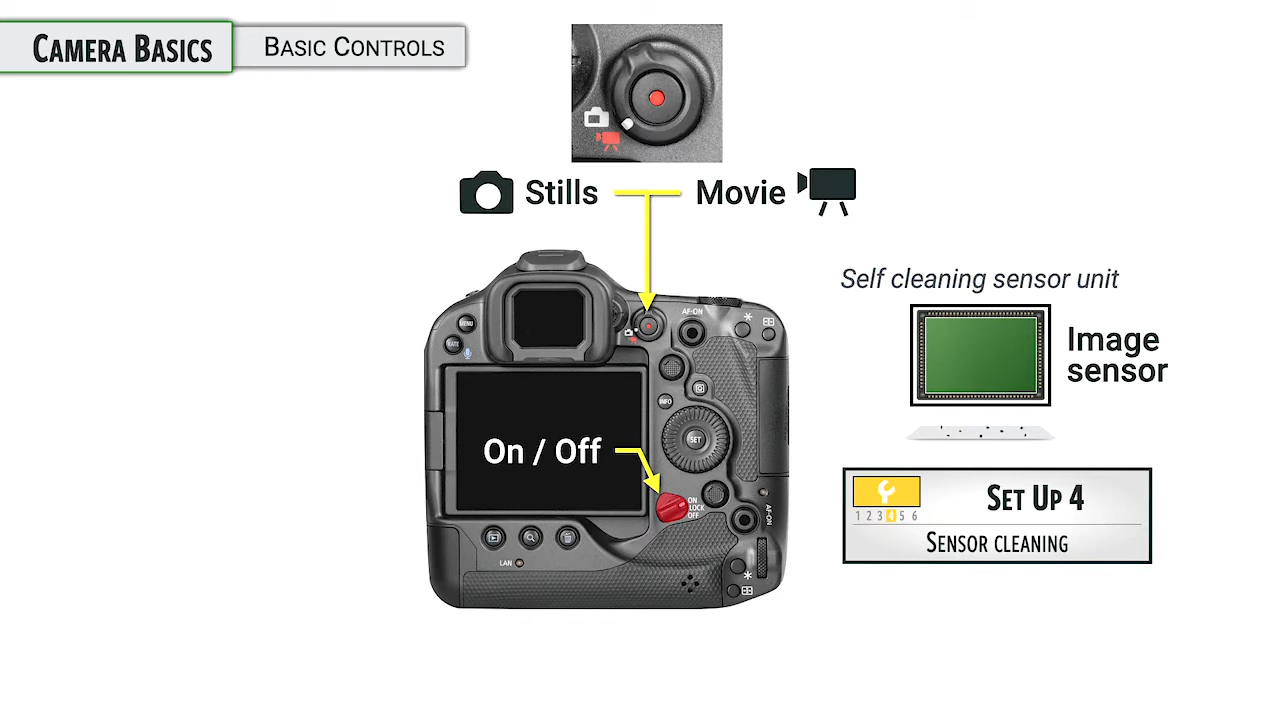 CAMERA BASICS
BASIC CONTROLS
Stills
Movie
Self cleaning sensor unit
Image
sensor
MENU
RATE
AF-ON
INFO
SET
On / Off
ON
LOCK
OFF
AF-ON
LAN
SET UP 4
1 2 3 4 5 6
SENSOR CLEANING